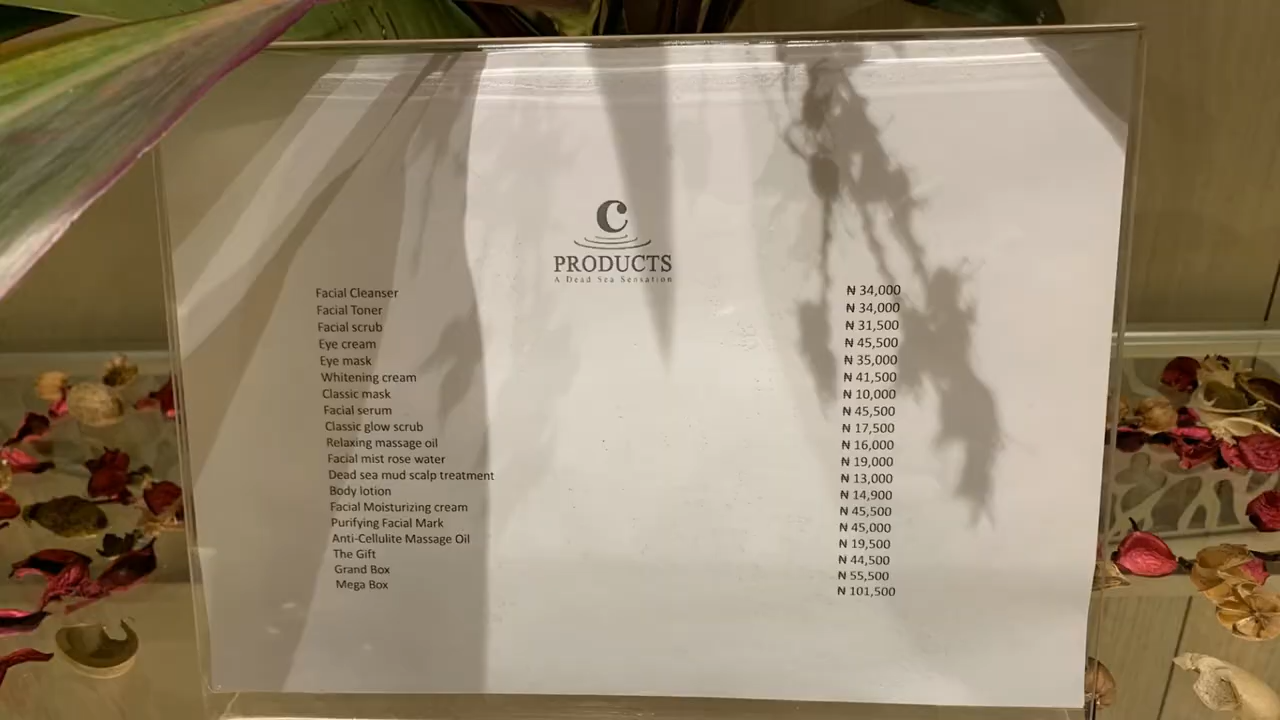 C
PRODUCTS
A Dead Sea Sensation
Facial Cleanser ₦ 34,000
Facial Toner ₦ 34,000
Facial scrub ₦ 31,500
Eye cream ₦ 45,500
Eye mask ₦ 35,000
Whitening cream ₦ 41,500
Classic mask ₦ 10,000
Facial serum ₦ 45,500
Classic glow scrub ₦ 17,500
Relaxing massage oil ₦ 16,000
Facial mist rose water ₦ 19,000
Dead sea mud scalp treatment ₦ 13,000
Body lotion ₦ 14,900
Facial Moisturizing cream ₦ 45,500
Purifying Facial Mark ₦ 45,000
Anti-Cellulite Massage Oil ₦ 19,500
The Gift ₦ 44,500
Grand Box ₦ 55,500
Mega Box ₦ 101,500